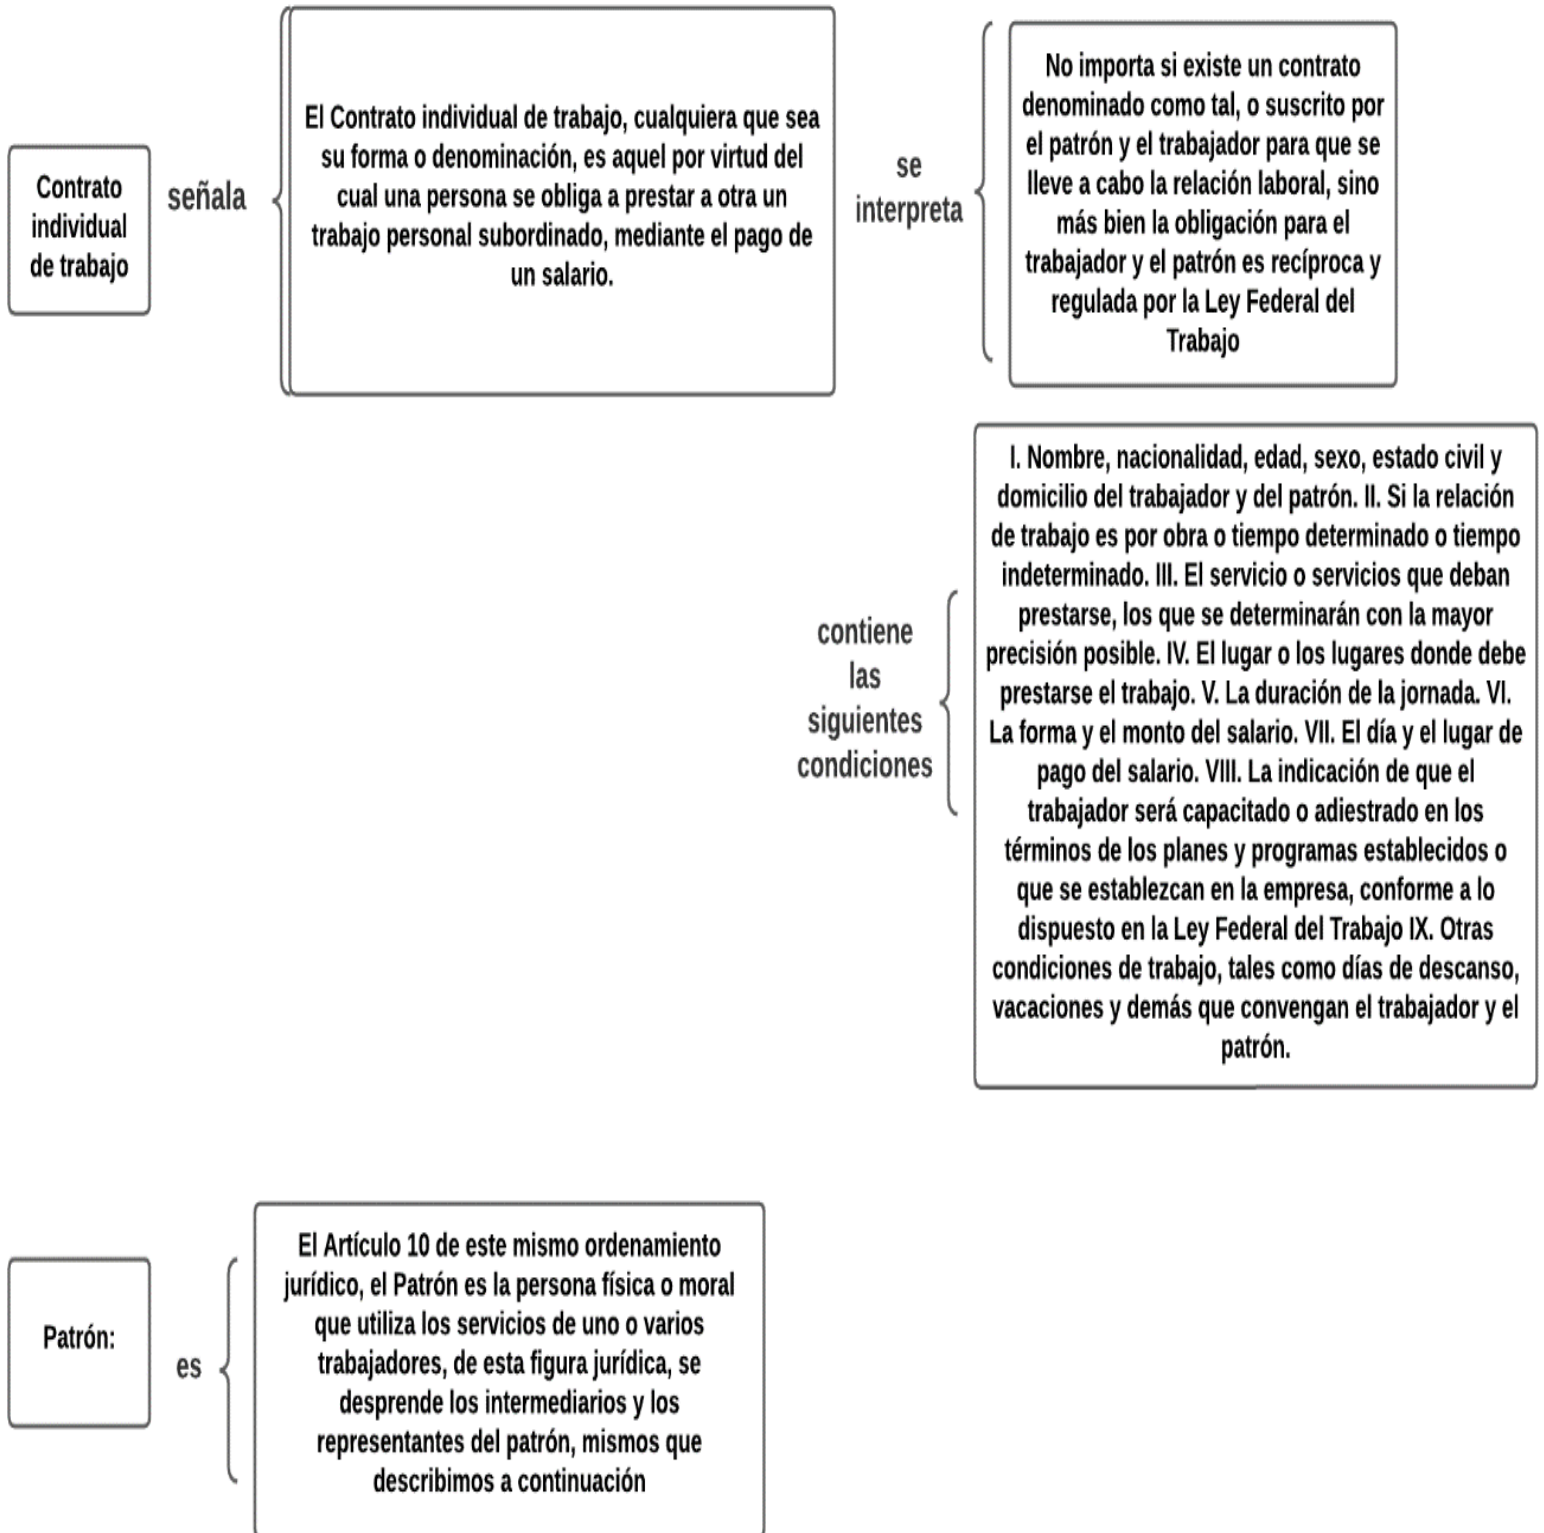 Contrato
individual
de trabajo
señala
El Contrato individual de trabajo, cualquiera que sea
su forma o denominación, es aquel por virtud del
cual una persona se obliga a prestar a otra un
trabajo personal subordinado, mediante el pago de
un salario.
se
interpreta
No importa si existe un contrato
denominado como tal, o suscrito por
el patrón y el trabajador para que se
lleve a cabo la relación laboral, sino
más bien la obligación para el
trabajador y el patrón es recíproca y
regulada por la Ley Federal del
Trabajo
contiene
las
siguientes
condiciones
I. Nombre, nacionalidad, edad, sexo, estado civil y
domicilio del trabajador y del patrón. II. Si la relación
de trabajo es por obra o tiempo determinado o tiempo
indeterminado. III. El servicio o servicios que deban
prestarse, los que se determinarán con la mayor
precisión posible. IV. El lugar o los lugares donde debe
prestarse el trabajo. V. La duración de la jornada. VI.
La forma y el monto del salario. VII. El día y el lugar de
pago del salario. VIII. La indicación de que el
trabajador será capacitado o adiestrado en los
términos de los planes y programas establecidos o
que se establezcan en la empresa, conforme a lo
dispuesto en la Ley Federal del Trabajo IX. Otras
condiciones de trabajo, tales como días de descanso,
vacaciones y demás que convengan el trabajador y el
patrón.
Patrón:
es
El Artículo 10 de este mismo ordenamiento
jurídico, el Patrón es la persona física o moral
que utiliza los servicios de uno o varios
trabajadores, de esta figura jurídica, se
desprende los intermediarios y los
representantes del patrón, mismos que
describimos a continuación